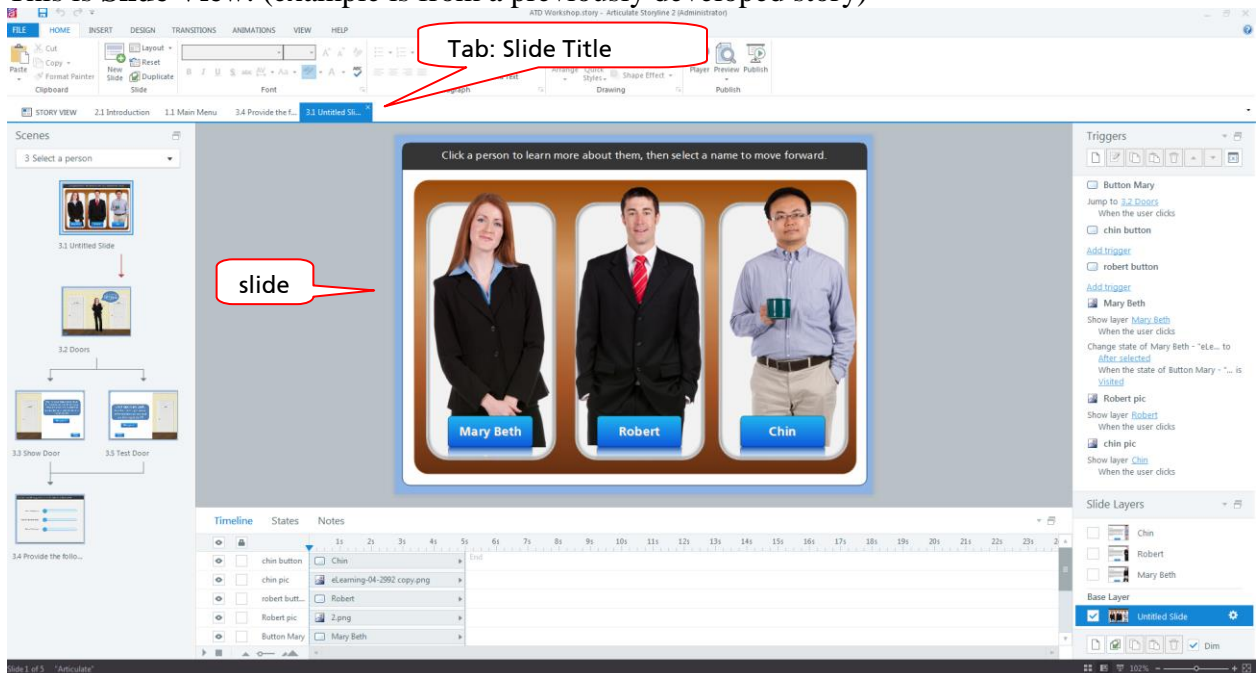 This is Slide View: (example is from a previously developed story)
ATD Workshop.story - Articulate Storyline 2 (Administrator)
FILE HOME INSERT DESIGN TRANSITIONS ANIMATIONS VIEW HELP
Tab: Slide Title
Paste
Cut
Copy
Format Painter
Clipboard
New Slide
Layout
Reset
Duplicate
Slide
B I U S
Font
Arrange Quick Styles
Shape Effect
Drawing
Player Preview Publish
Publish
STORY VIEW 2.1 Introduction 1.1 Main Menu 3.4 Provide the f... 3.1 Untitled Sli...
Scenes
3 Select a person
3.1 Untitled Slide
3.2 Doors
3.3 Show Door 3.5 Test Door
3.4 Provide the follo...
slide
Click a person to learn more about them, then select a name to move forward.
Mary Beth Robert Chin
Timeline States Notes
1s 2s 3s 4s 5s 6s 7s 8s 9s 10s 11s 12s 13s 14s 15s 16s 17s 18s 19s 20s 21s 22s 23s
End
chin button Chin
chin pic eLearning-04-2992 copy.png
robert butt... Robert
Robert pic 2.png
Button Mary Mary Beth
Triggers
Button Mary
Jump to 3.2 Doors
When the user clicks
chin button
Add trigger
robert button
Add trigger
Mary Beth
Show layer Mary Beth
When the user clicks
Change state of Mary Beth - "eLe... to
After selected
When the state of Button Mary - "... is
Visited
Robert pic
Show layer Robert
When the user clicks
chin pic
Show layer Chin
When the user clicks
Slide Layers
Chin
Robert
Mary Beth
Base Layer
Untitled Slide
Dim
Slide 1 of 5 "Articulate"
102%